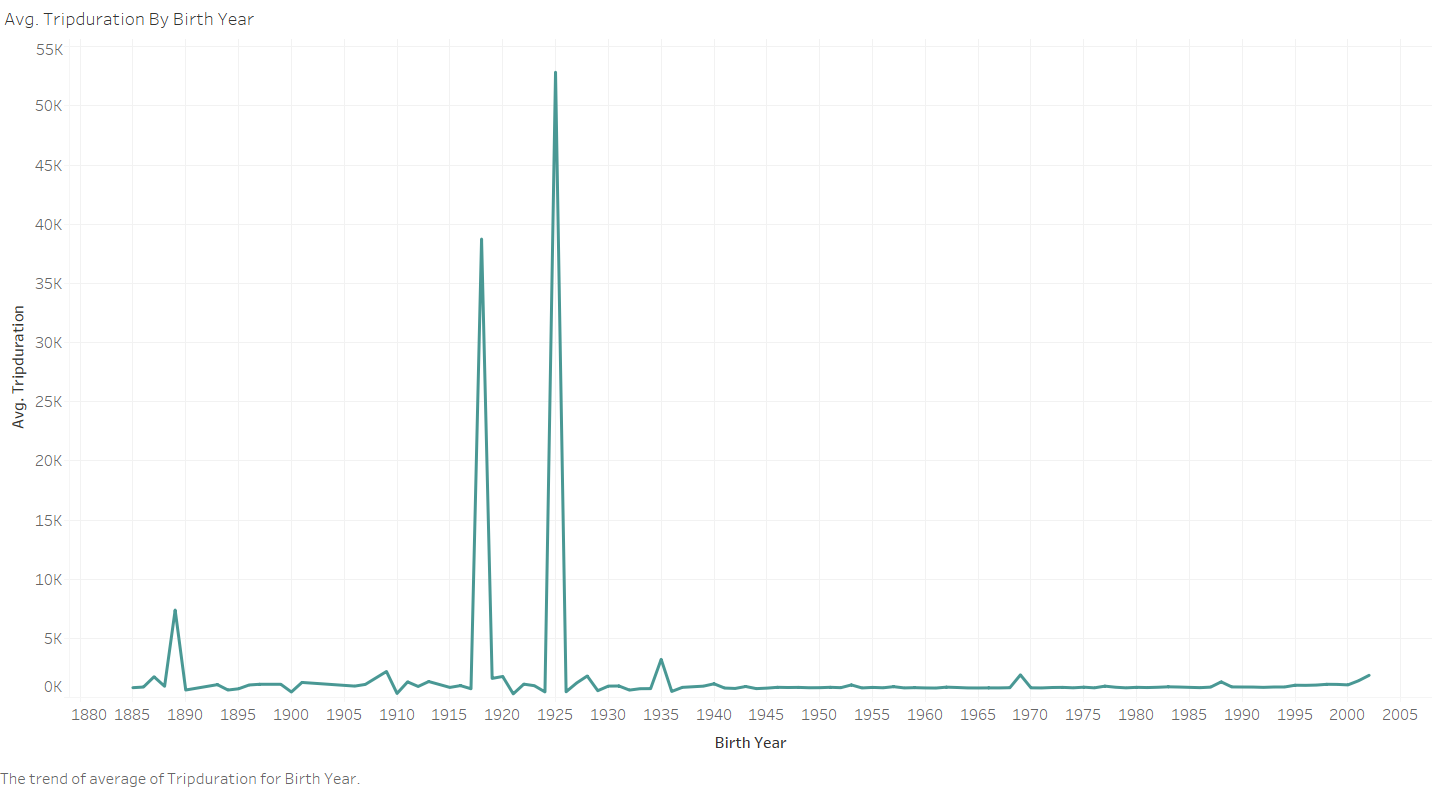 Avg. Tripduration By Birth Year
55K
50K
45K
40K
35K
30K
25K
20K
15K
10K
5K
0K
Avg. Tripduration
1880 1885 1890 1895 1900 1905 1910 1915 1920 1925 1930 1935 1940 1945 1950 1955 1960 1965 1970 1975 1980 1985 1990 1995 2000 2005
Birth Year
The trend of average of Tripduration for Birth Year.